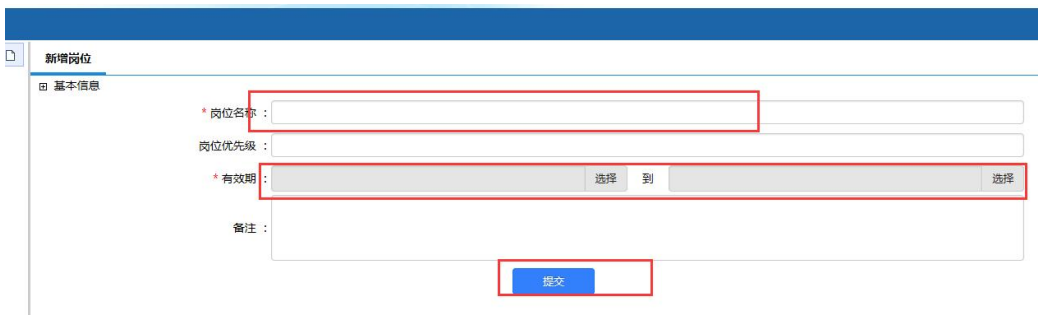 新增岗位
基本信息
* 岗位名称 :
岗位优先级 :
* 有效期 : 选择 到 选择
备注 :
提交